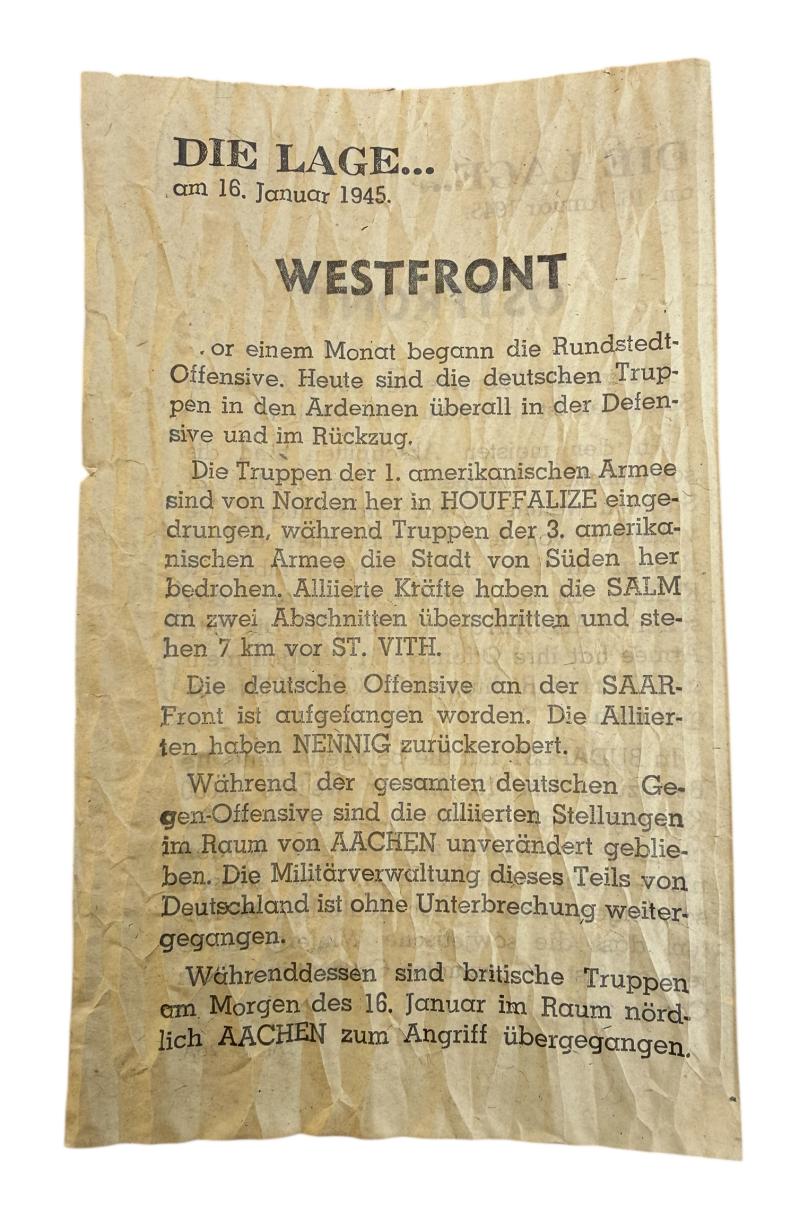 DIE LAGE...
am 16. Januar 1945.
WESTFRONT
.or einem Monat begann die Rundstedt-
Offensive. Heute sind die deutschen Trup-
pen in den Ardennen überall in der Defen-
sive und im Rückzug.
Die Truppen der 1. amerikanischen Armee
sind von Norden her in HOUFFALIZE einge-
drungen, während Truppen der 3. amerika-
nischen Armee die Stadt von Süden her
bedrohen. Alliierte Kräfte haben die SALM
an zwei Abschnitten überschritten und ste-
hen 7 km vor ST. VITH.
Die deutsche Offensive an der SAAR-
Front ist aufgefangen worden. Die Alliier-
ten haben NENNIG zurückerobert.
Während der gesamten deutschen Ge-
gen-Offensive sind die alliierten Stellungen
im Raum von AACHEN unverändert geblie-
ben. Die Militärverwaltung dieses Teils von
Deutschland ist ohne Unterbrechung weiter-
gegangen.
Währenddessen sind britische Truppen
am Morgen des 16. Januar im Raum nörd-
lich AACHEN zum Angriff übergegangen.